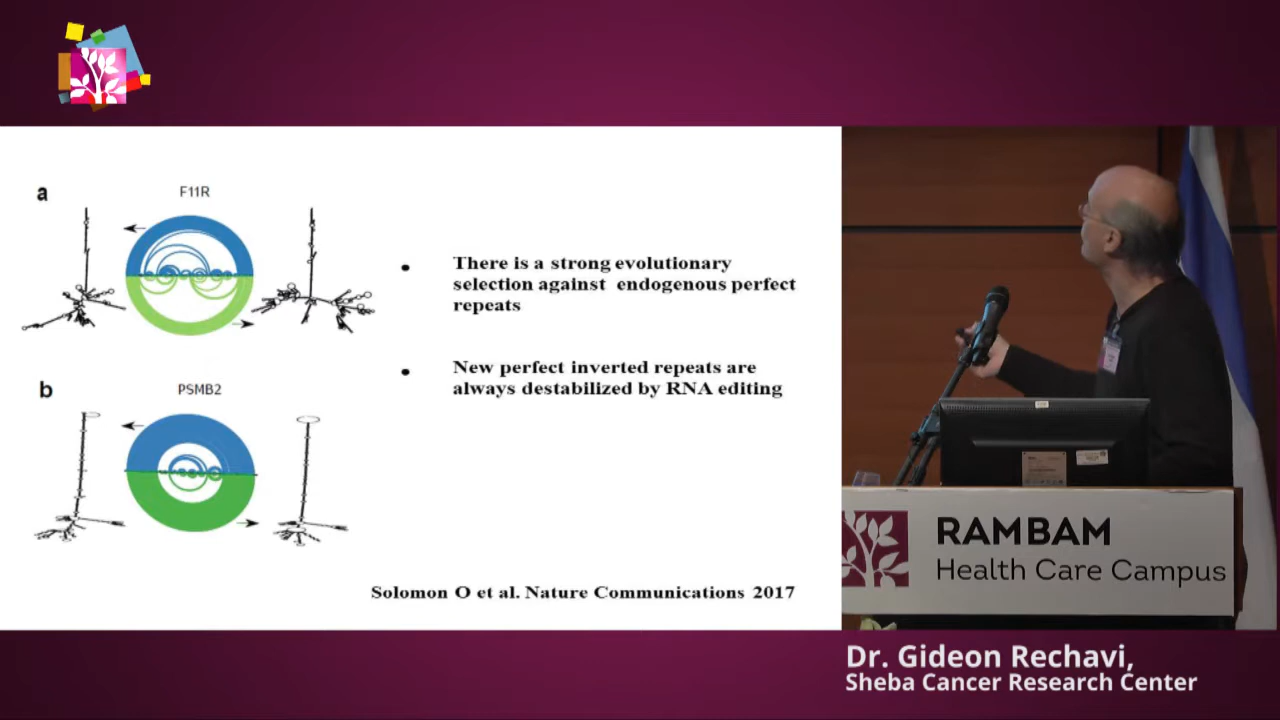 a
F11R
b
PSMB2
• There is a strong evolutionary
selection against endogenous perfect
repeats
• New perfect inverted repeats are
always destabilized by RNA editing
Solomon O et al. Nature Communications 2017
RAMBAM
Health Care Campus
Dr. Gideon Rechavi,
Sheba Cancer Research Center